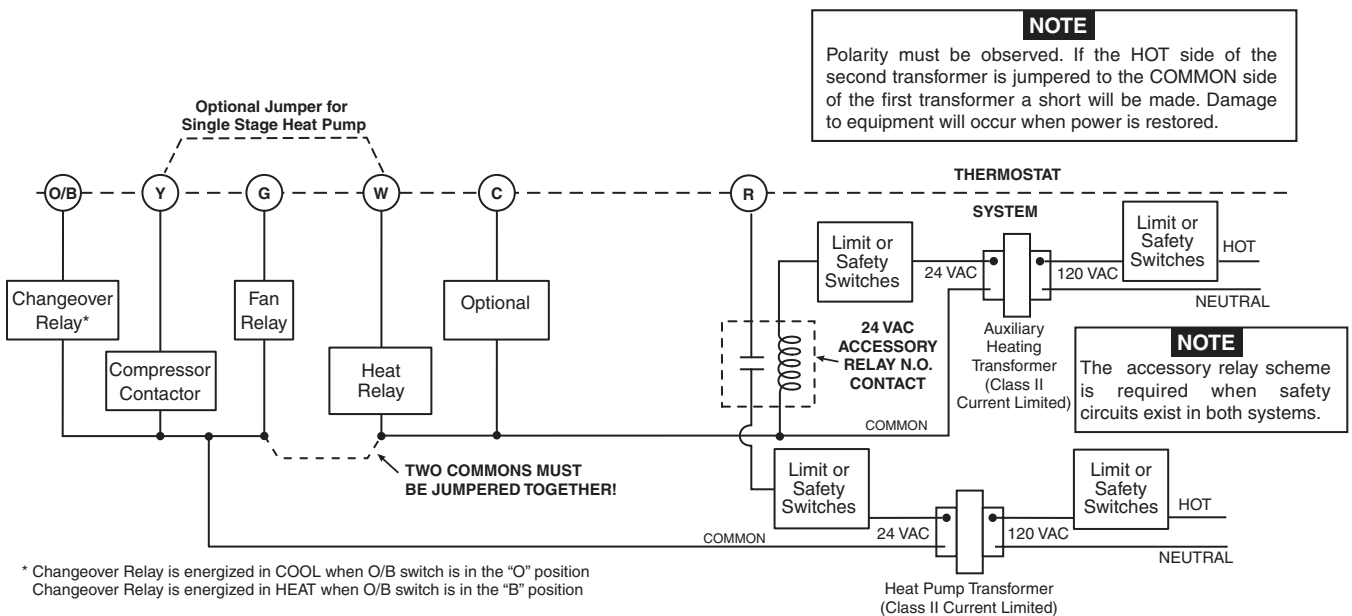 NOTE
Polarity must be observed. If the HOT side of the
second transformer is jumpered to the COMMON side
of the first transformer a short will be made. Damage
to equipment will occur when power is restored.
Optional Jumper for
Single Stage Heat Pump
O/B
Y
G
W
C
R
THERMOSTAT
SYSTEM
Limit or
Safety
Switches
24 VAC
120 VAC
Limit or
Safety
Switches
HOT
NEUTRAL
Changeover
Relay*
Compressor
Contactor
Fan
Relay
Heat
Relay
Optional
24 VAC
ACCESSORY
RELAY N.O.
CONTACT
Auxiliary
Heating
Transformer
(Class II
Current Limited)
NOTE
The accessory relay scheme
is required when safety
circuits exist in both systems.
COMMON
TWO COMMONS MUST
BE JUMPERED TOGETHER!
Limit or
Safety
Switches
24 VAC
120 VAC
Limit or
Safety
Switches
HOT
NEUTRAL
COMMON
Heat Pump Transformer
(Class II Current Limited)
* Changeover Relay is energized in COOL when O/B switch is in the “O” position
Changeover Relay is energized in HEAT when O/B switch is in the “B” position